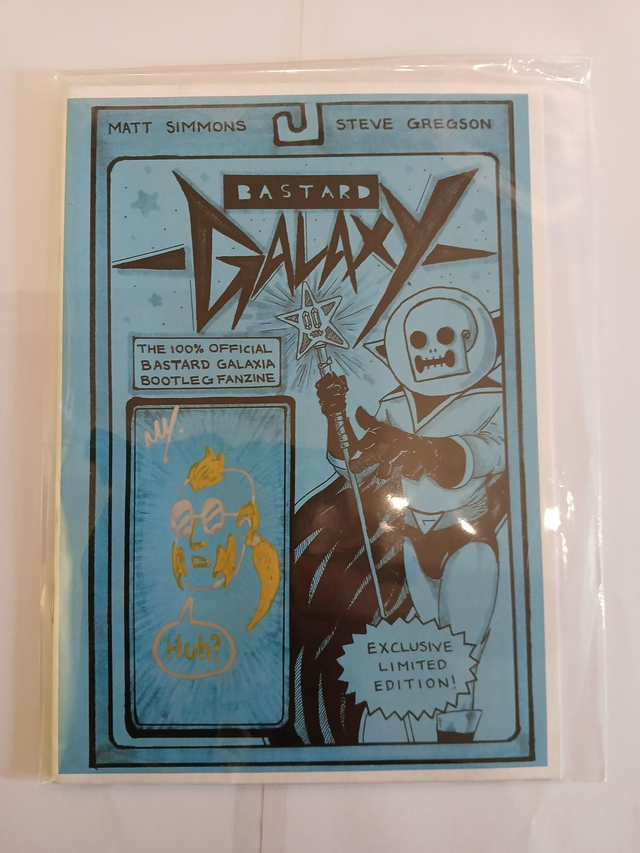 MATT SIMMONS
STEVE GREGSON
BASTARD
GALAXY
THE 100% OFFICIAL
BASTARD GALAXIA
BOOTLEG FANZINE
Huh?
EXCLUSIVE
LIMITED
EDITION!